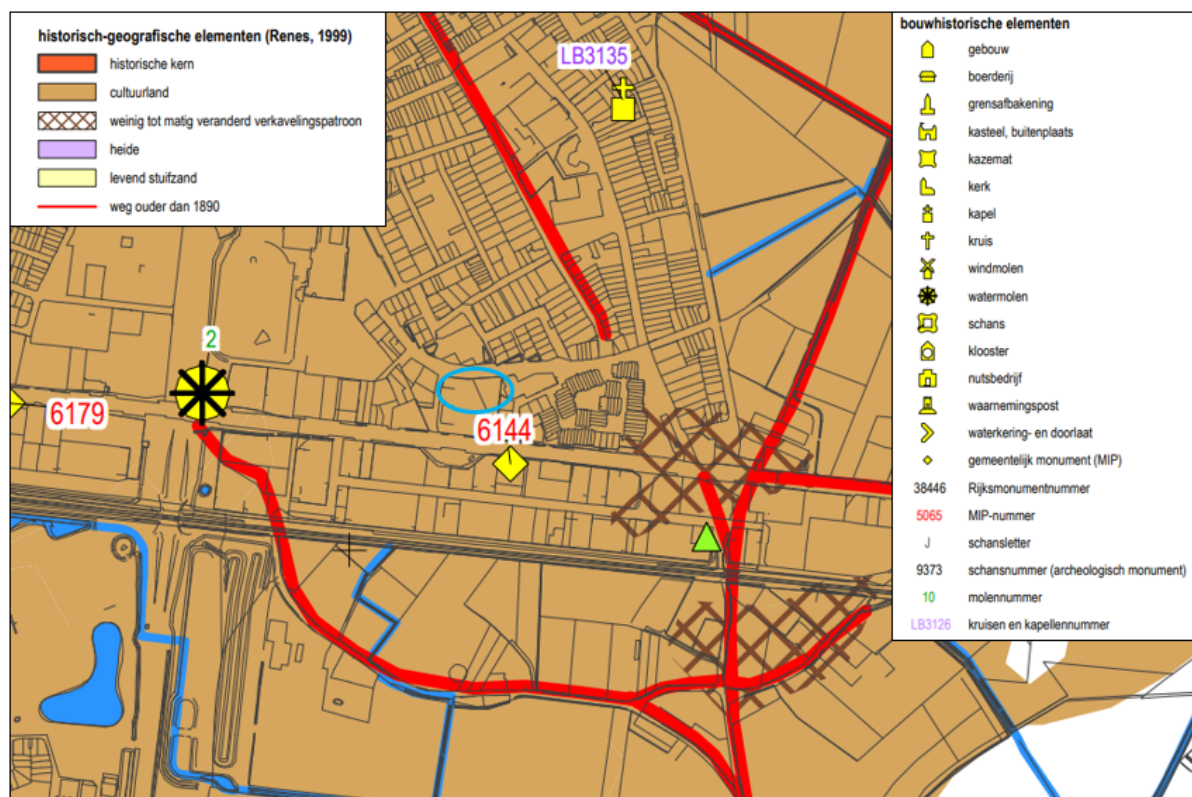 historisch-geografische elementen (Renes, 1999)
historische kern
cultuurland
weinig tot matig veranderd verkavelingspatroon
heide
levend stuifzand
weg ouder dan 1890
LB3135
2
6179
6144
bouwhistorische elementen
gebouw
boerderij
grensafbakening
kasteel, buitenplaats
kazemat
kerk
kapel
kruis
windmolen
watermolen
schans
klooster
nutsbedrijf
waarnemingspost
waterkering- en doorlaat
gemeentelijk monument (MIP)
38446 Rijksmonumentnummer
5065 MIP-nummer
J schansletter
9373 schansnummer (archeologisch monument)
10 molennummer
LB3126 kruisen en kapellennummer